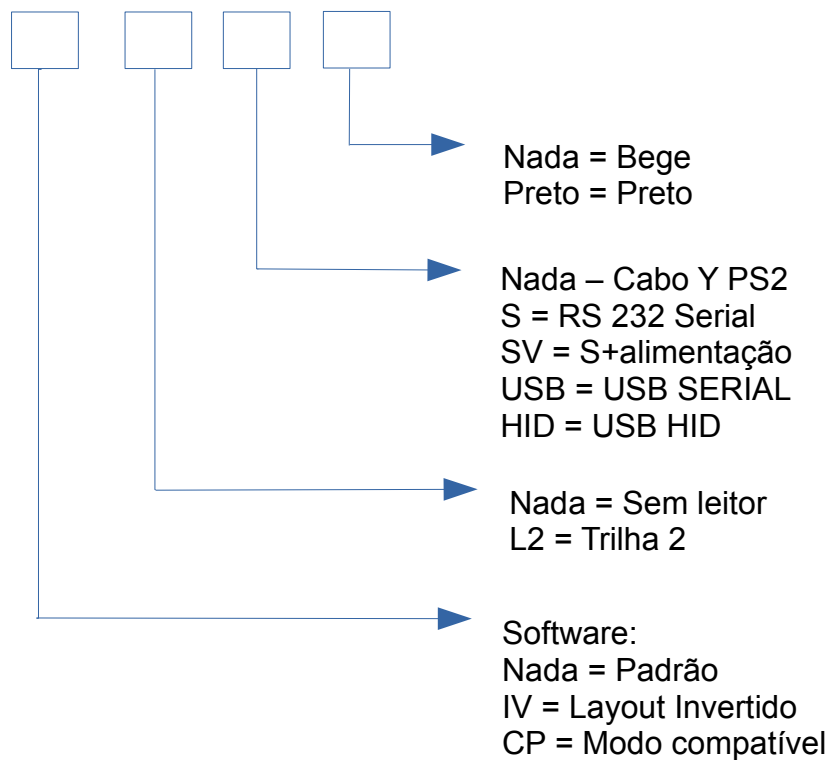 Nada = Bege
Preto = Preto
Nada – Cabo Y PS2
S = RS 232 Serial
SV = S+alimentação
USB = USB SERIAL
HID = USB HID
Nada = Sem leitor
L2 = Trilha 2
Software:
Nada = Padrão
IV = Layout Invertido
CP = Modo compatível